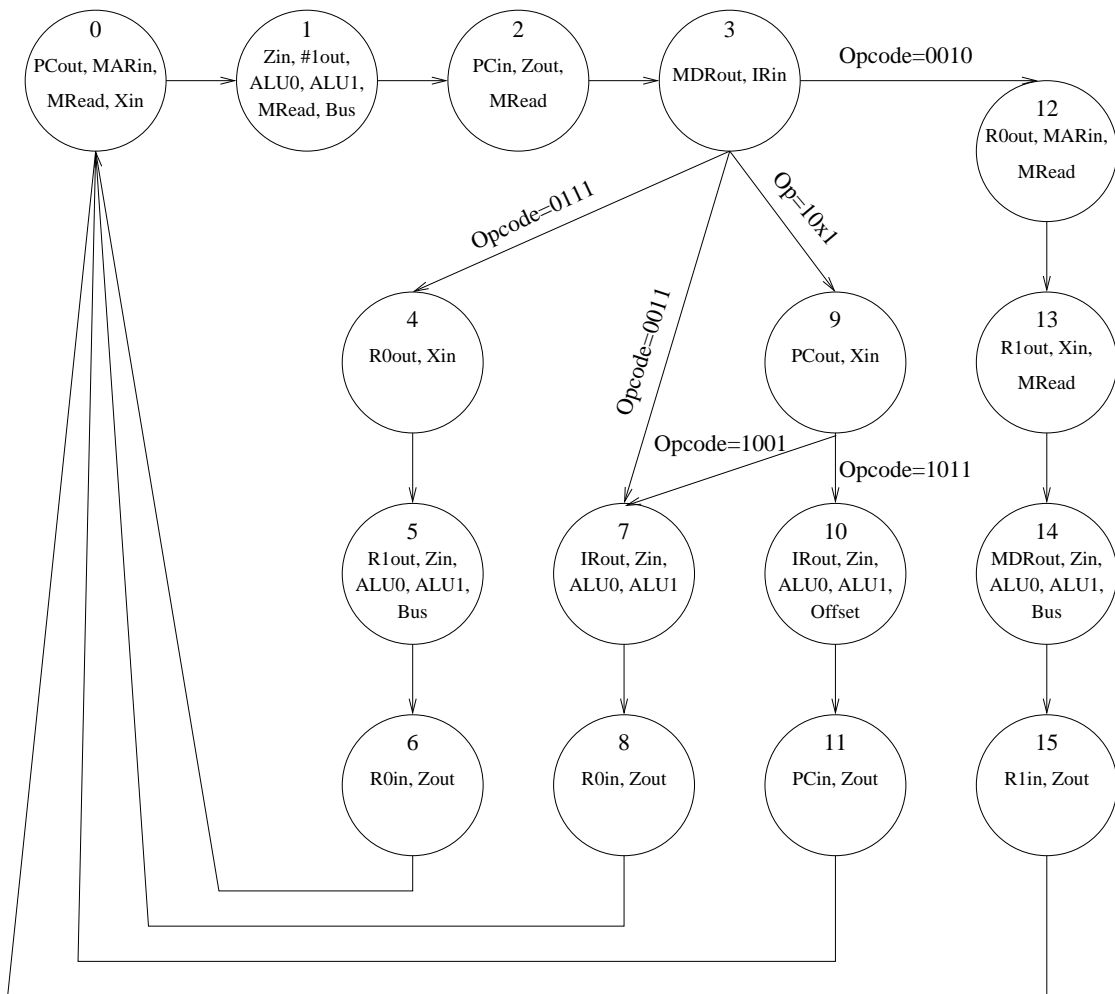 0
PCout, MARin,
MRead, Xin
1
Zin, #1out,
ALU0, ALU1,
MRead, Bus
2
PCin, Zout,
MRead
3
MDRout, IRin
Opcode=0010
12
R0out, MARin,
MRead
Opcode=0111
Op=10x1
Opcode=0011
4
R0out, Xin
9
PCout, Xin
13
R1out, Xin,
MRead
Opcode=1001
Opcode=1011
5
R1out, Zin,
ALU0, ALU1,
Bus
7
IRout, Zin,
ALU0, ALU1
10
IRout, Zin,
ALU0, ALU1,
Offset
14
MDRout, Zin,
ALU0, ALU1,
Bus
6
R0in, Zout
8
R0in, Zout
11
PCin, Zout
15
R1in, Zout